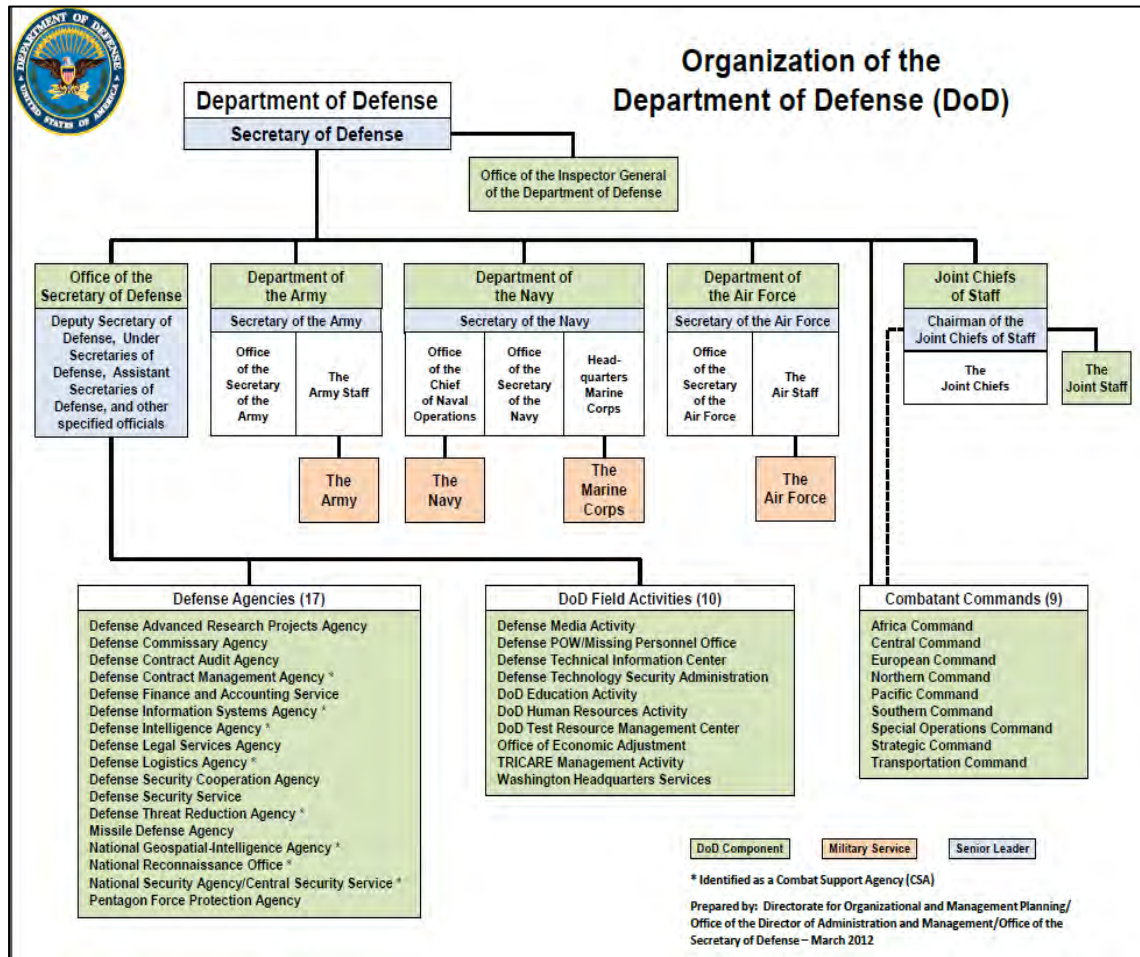 DEPARTMENT OF DEFENSE
UNITED STATES OF AMERICA
Organization of the
Department of Defense (DoD)
Department of Defense
Secretary of Defense
Office of the Inspector General
of the Department of Defense
Office of the
Secretary of Defense
Deputy Secretary of
Defense, Under
Secretaries of
Defense, Assistant
Secretaries of
Defense, and other
specified officials
Department of
the Army
Secretary of the Army
Office
of the
Secretary
of the
Army
The
Army Staff
The
Army
Department of
the Navy
Secretary of the Navy
Office
of the
Chief
of Naval
Operations
Office
of the
Secretary
of the
Navy
Head-
quarters
Marine
Corps
The
Navy
The
Marine
Corps
Department of
the Air Force
Secretary of the Air Force
Office
of the
Secretary
of the
Air Force
The
Air Staff
The
Air Force
Joint Chiefs
of Staff
Chairman of the
Joint Chiefs of Staff
The
Joint Chiefs
The
Joint Staff
Defense Agencies (17)
Defense Advanced Research Projects Agency
Defense Commissary Agency
Defense Contract Audit Agency
Defense Contract Management Agency *
Defense Finance and Accounting Service
Defense Information Systems Agency *
Defense Intelligence Agency *
Defense Legal Services Agency
Defense Logistics Agency *
Defense Security Cooperation Agency
Defense Security Service
Defense Threat Reduction Agency *
Missile Defense Agency
National Geospatial-Intelligence Agency *
National Reconnaissance Office *
National Security Agency/Central Security Service *
Pentagon Force Protection Agency
DoD Field Activities (10)
Defense Media Activity
Defense POW/Missing Personnel Office
Defense Technical Information Center
Defense Technology Security Administration
DoD Education Activity
DoD Human Resources Activity
DoD Test Resource Management Center
Office of Economic Adjustment
TRICARE Management Activity
Washington Headquarters Services
Combatant Commands (9)
Africa Command
Central Command
European Command
Northern Command
Pacific Command
Southern Command
Special Operations Command
Strategic Command
Transportation Command
DoD Component
Military Service
Senior Leader
* Identified as a Combat Support Agency (CSA)
Prepared by: Directorate for Organizational and Management Planning/
Office of the Director of Administration and Management/Office of the
Secretary of Defense – March 2012